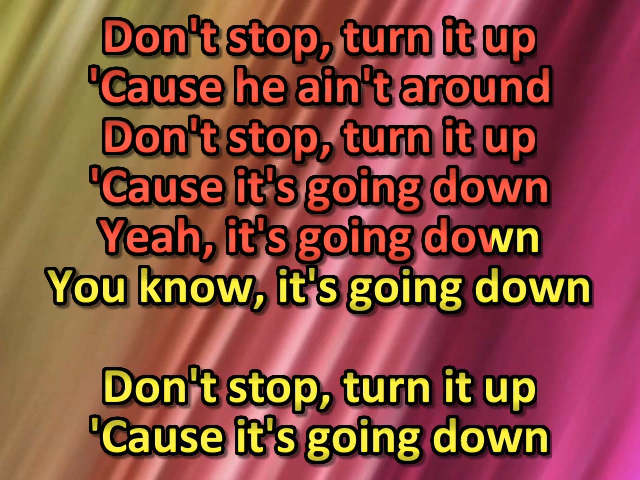 Don't stop, turn it up
'Cause he ain't around
Don't stop, turn it up
'Cause it's going down
Yeah, it's going down
You know, it's going down
Don't stop, turn it up
'Cause it's going down